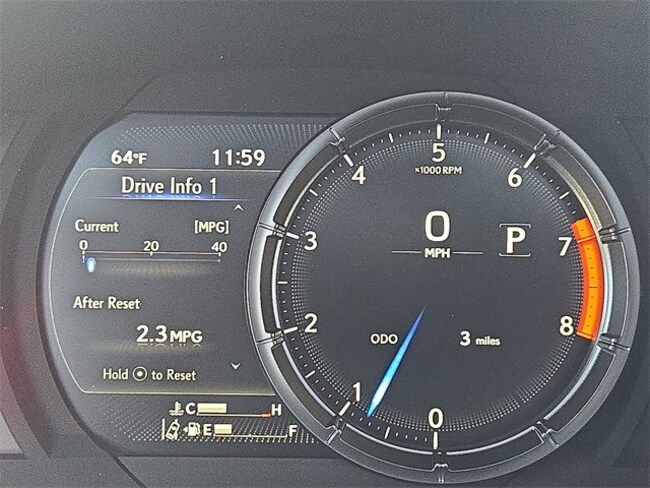 64°F 11:59
Drive Info 1
Current [MPG]
0 20 40
After Reset
2.3 MPG
Hold to Reset
C H
E F
5
×1000 RPM
4 6
3 7
0
MPH
P
2 8
ODO 3 miles
1
0